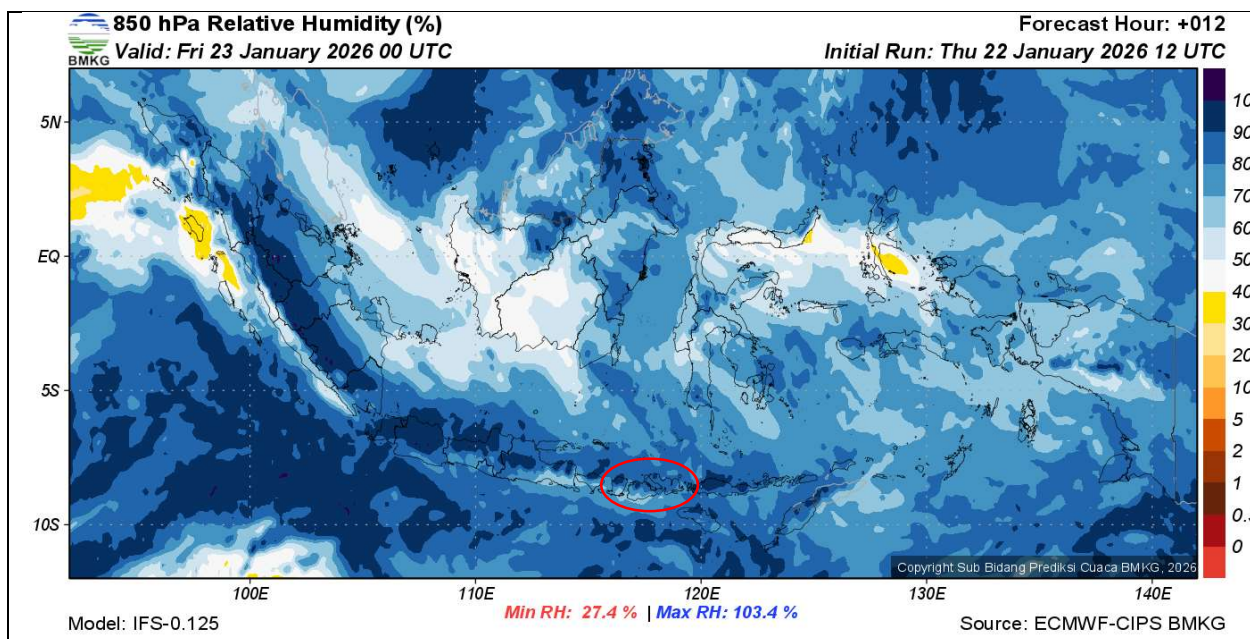 850 hPa Relative Humidity (%)
Forecast Hour: +012
BMKG
Valid: Fri 23 January 2026 00 UTC
Initial Run: Thu 22 January 2026 12 UTC
5N
EQ
5S
10S
10
90
80
70
60
50
40
30
20
10
5
2
1
0.
0
Copyright Sub Bidang Prediksi Cuaca BMKG, 2026
100E
110E
120E
130E
140E
Min RH: 27.4 % | Max RH: 103.4 %
Model: IFS-0.125
Source: ECMWF-CIPS BMKG